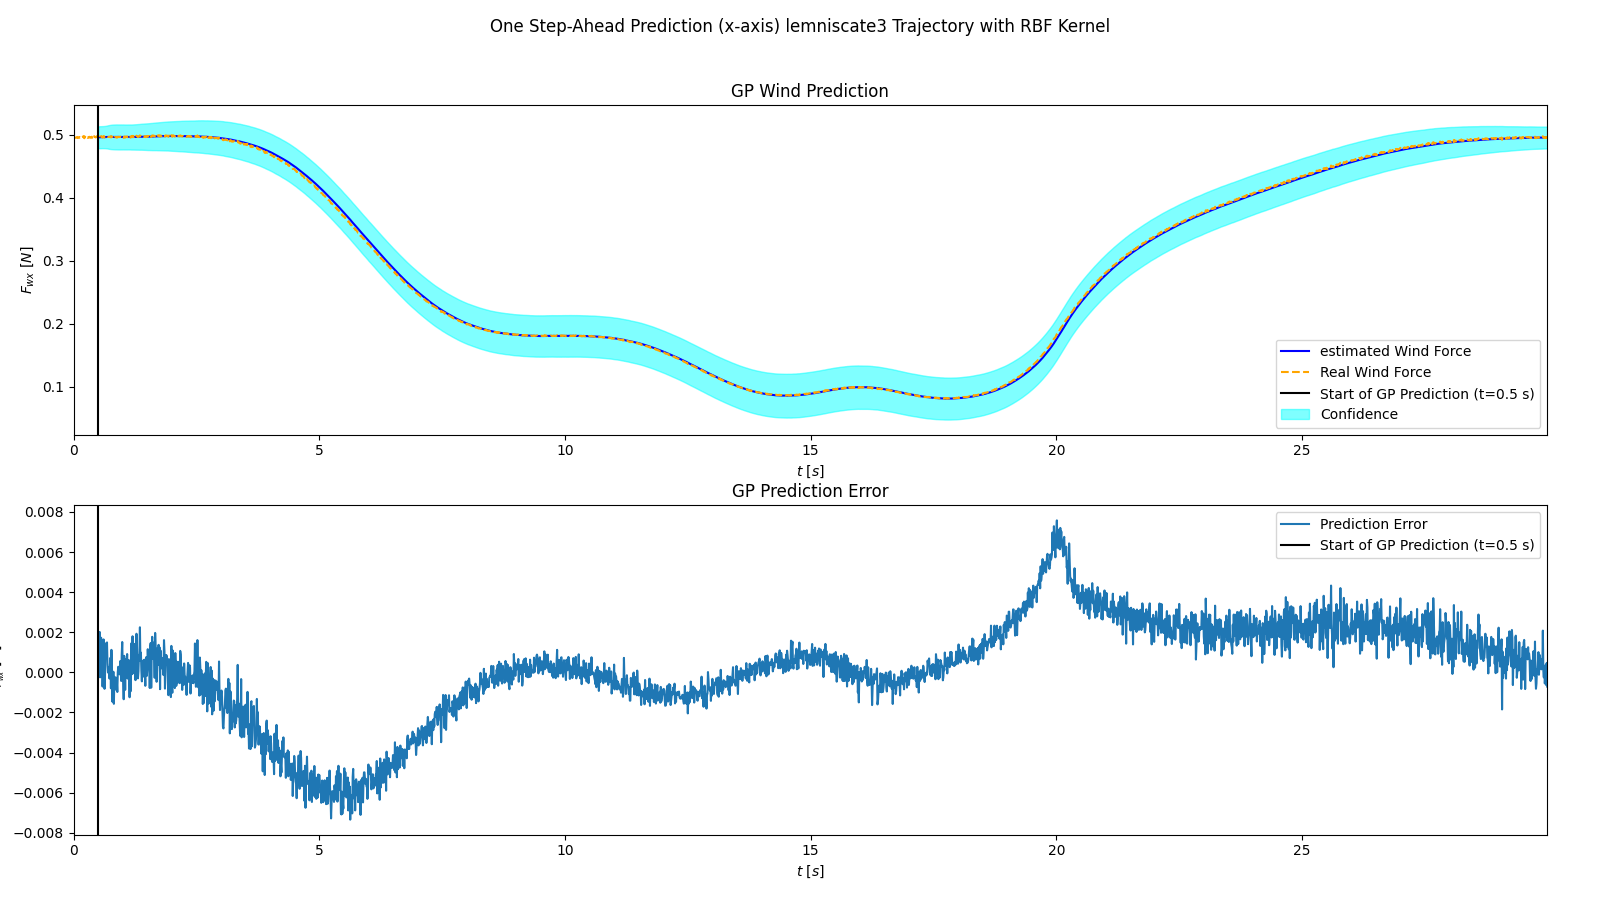 One Step-Ahead Prediction (x-axis) lemniscate3 Trajectory with RBF Kernel
GP Wind Prediction
0.5
0.4
0.3
0.2
0.1
F_wx [N]
estimated Wind Force
Real Wind Force
Start of GP Prediction (t=0.5 s)
Confidence
0 5 10 15 20 25
t [s]
GP Prediction Error
0.008
0.006
0.004
0.002
0.000
−0.002
−0.004
−0.006
−0.008
Prediction Error
Start of GP Prediction (t=0.5 s)
0 5 10 15 20 25
t [s]